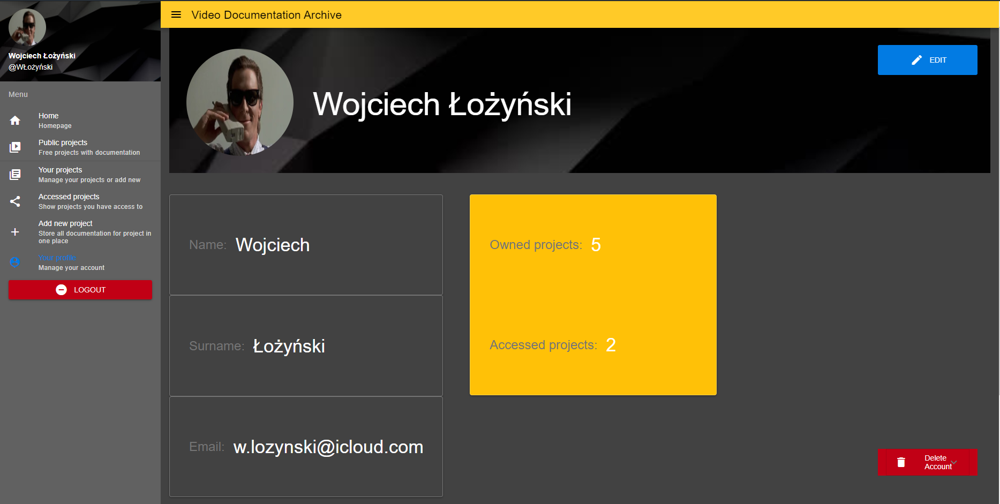 Wojciech Łożyński
@WŁożyński
Menu
Home
Homepage
Public projects
Free projects with documentation
Your projects
Manage your projects or add new
Accessed projects
Show projects you have access to
Add new project
Store all documentation for project in
one place
Your profile
Manage your account
LOGOUT
Video Documentation Archive
EDIT
Wojciech Łożyński
Name: Wojciech
Surname: Łożyński
Email: w.lozynski@icloud.com
Owned projects: 5
Accessed projects: 2
Delete
Account